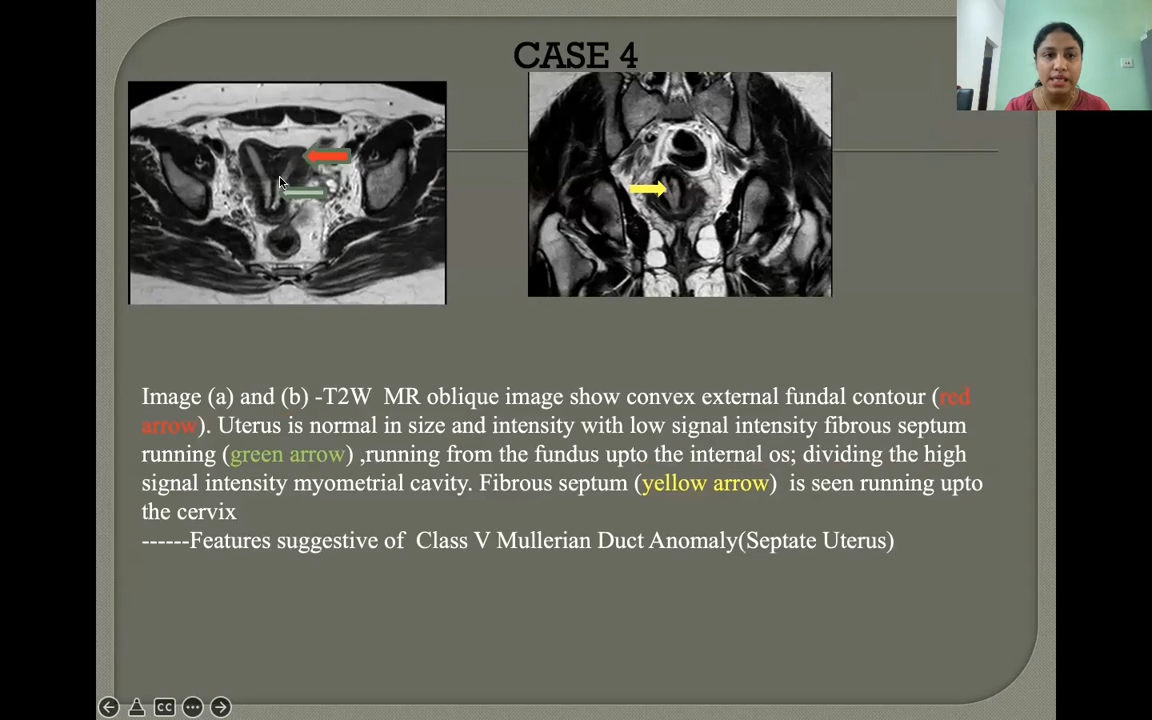 CASE 4
Image (a) and (b) -T2W MR oblique image show convex external fundal contour (red
arrow). Uterus is normal in size and intensity with low signal intensity fibrous septum
running (green arrow) ,running from the fundus upto the internal os; dividing the high
signal intensity myometrial cavity. Fibrous septum (yellow arrow) is seen running upto
the cervix
------Features suggestive of Class V Mullerian Duct Anomaly(Septate Uterus)
CC